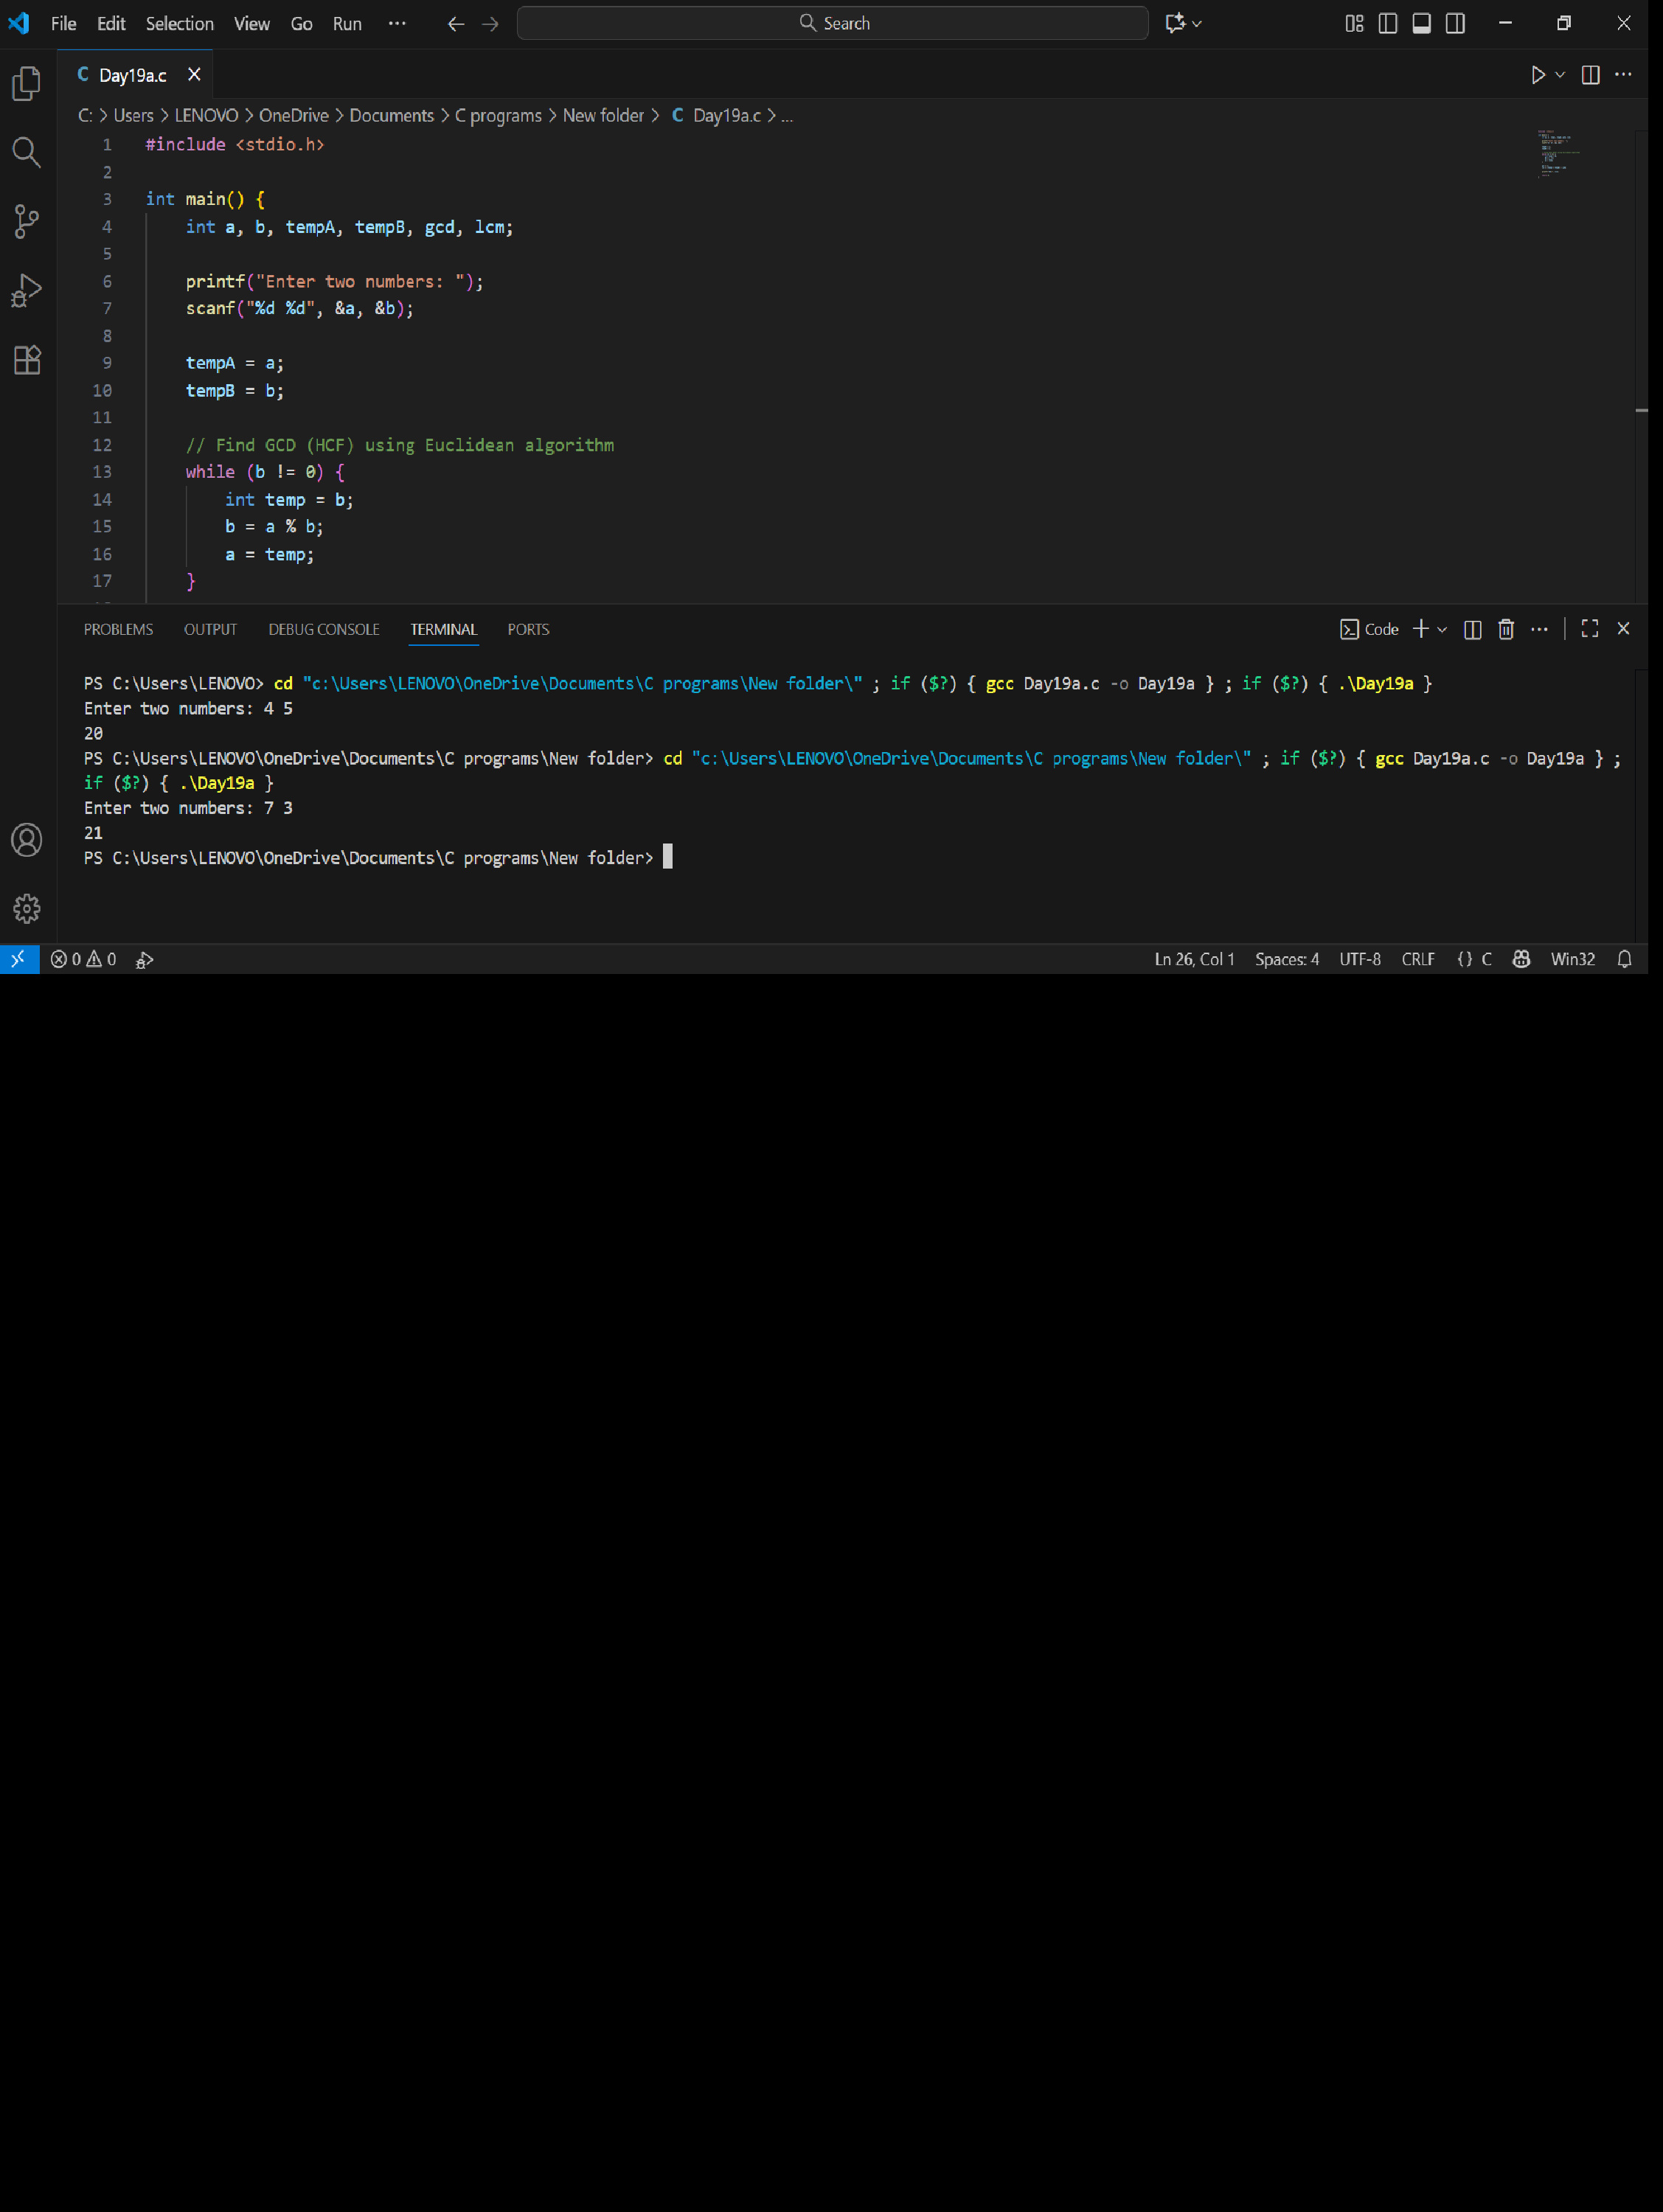 File Edit Selection View Go Run ··· Search
C Day19a.c
C: > Users > LENOVO > OneDrive > Documents > C programs > New folder > C Day19a.c > ...
1 #include <stdio.h>
2
3 int main() {
4     int a, b, tempA, tempB, gcd, lcm;
5
6     printf("Enter two numbers: ");
7     scanf("%d %d", &a, &b);
8
9     tempA = a;
10     tempB = b;
11
12     // Find GCD (HCF) using Euclidean algorithm
13     while (b != 0) {
14         int temp = b;
15         b = a % b;
16         a = temp;
17     }
PROBLEMS OUTPUT DEBUG CONSOLE TERMINAL PORTS Code
PS C:\Users\LENOVO> cd "c:\Users\LENOVO\OneDrive\Documents\C programs\New folder\" ; if ($?) { gcc Day19a.c -o Day19a } ; if ($?) { .\Day19a }
Enter two numbers: 4 5
20
PS C:\Users\LENOVO\OneDrive\Documents\C programs\New folder> cd "c:\Users\LENOVO\OneDrive\Documents\C programs\New folder\" ; if ($?) { gcc Day19a.c -o Day19a } ;
if ($?) { .\Day19a }
Enter two numbers: 7 3
21
PS C:\Users\LENOVO\OneDrive\Documents\C programs\New folder>
0 0 Ln 26, Col 1 Spaces: 4 UTF-8 CRLF {} C Win32